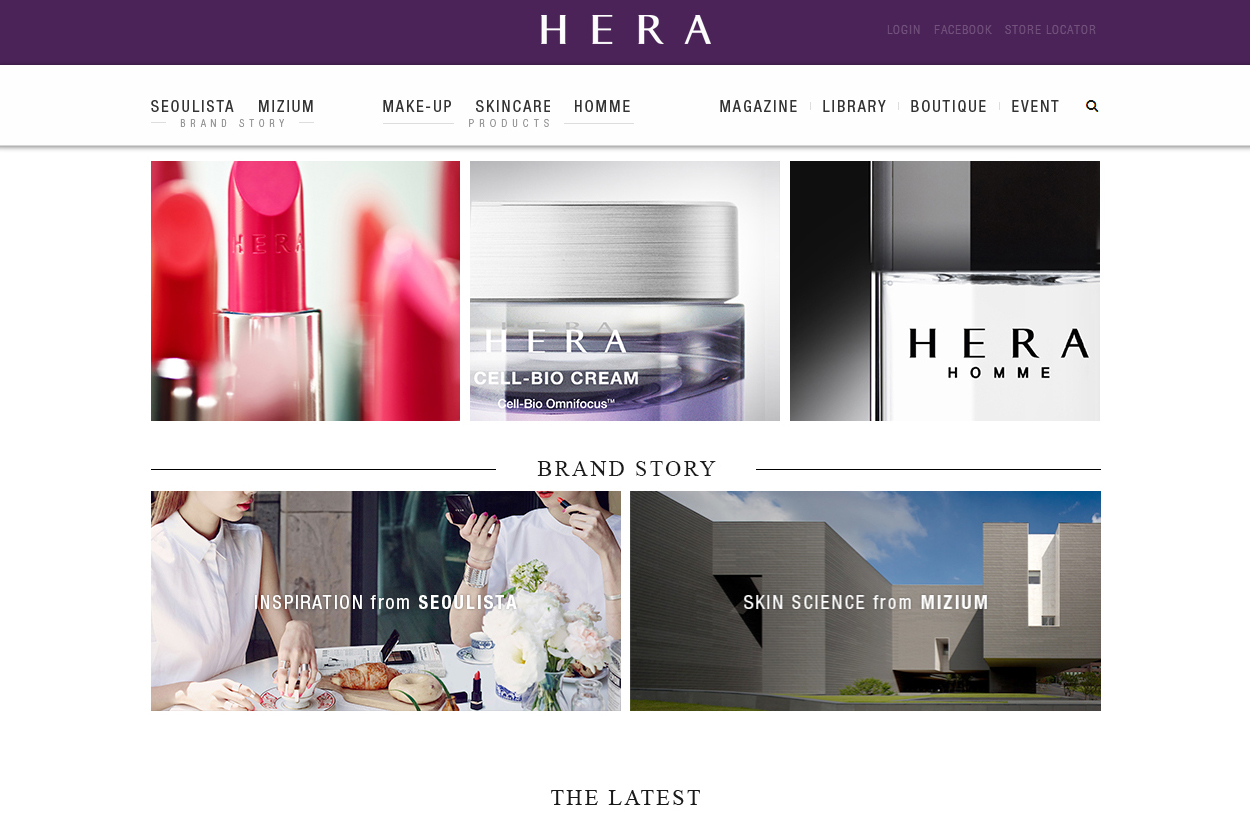 HERA
LOGIN FACEBOOK STORE LOCATOR
SEOULISTA MIZIUM MAKE-UP SKINCARE HOMME MAGAZINE LIBRARY BOUTIQUE EVENT
BRAND STORY PRODUCTS
HERA
HERA
CELL-BIO CREAM
Cell-Bio Omnifocus™
HERA
HOMME
BRAND STORY
INSPIRATION from SEOULISTA
SKIN SCIENCE from MIZIUM
THE LATEST